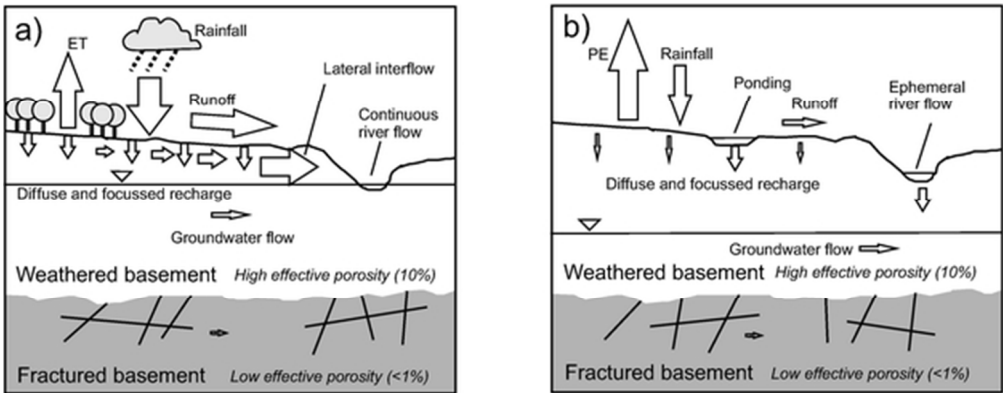 a)
ET
Rainfall
Lateral interflow
Runoff
Continuous
river flow
Diffuse and focussed recharge
Groundwater flow
Weathered basement High effective porosity (10%)
Fractured basement Low effective porosity (<1%)
b)
PE
Rainfall
Ponding
Runoff
Ephemeral
river flow
Diffuse and focussed recharge
Groundwater flow
Weathered basement High effective porosity (10%)
Fractured basement Low effective porosity (<1%)